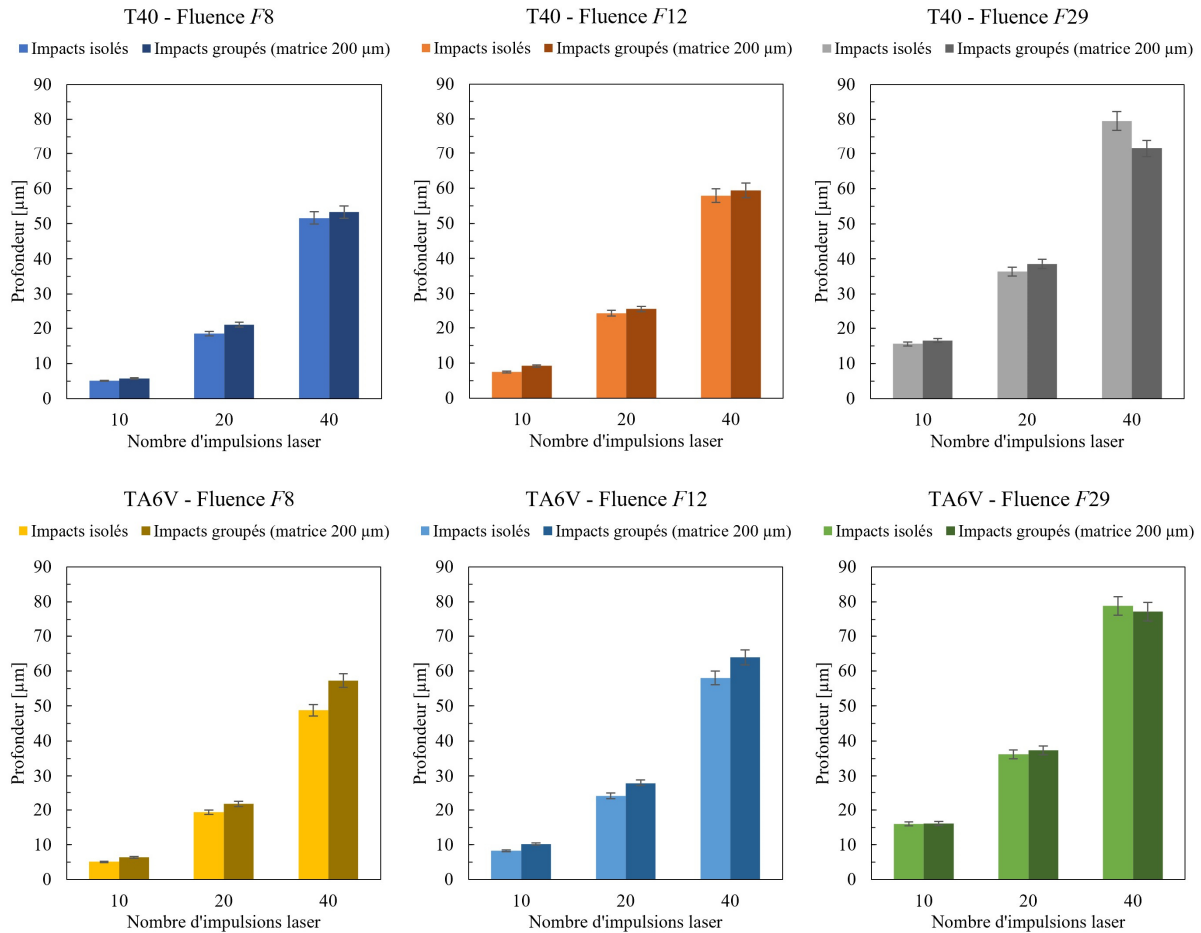 T40 - Fluence F8
Impacts isolés Impacts groupés (matrice 200 µm)
Profondeur [µm]
90
80
70
60
50
40
30
20
10
0
10 20 40
Nombre d'impulsions laser
T40 - Fluence F12
Impacts isolés Impacts groupés (matrice 200 µm)
Profondeur [µm]
90
80
70
60
50
40
30
20
10
0
10 20 40
Nombre d'impulsions laser
T40 - Fluence F29
Impacts isolés Impacts groupés (matrice 200 µm)
Profondeur [µm]
90
80
70
60
50
40
30
20
10
0
10 20 40
Nombre d'impulsions laser
TA6V - Fluence F8
Impacts isolés Impacts groupés (matrice 200 µm)
Profondeur [µm]
90
80
70
60
50
40
30
20
10
0
10 20 40
Nombre d'impulsions laser
TA6V - Fluence F12
Impacts isolés Impacts groupés (matrice 200 µm)
Profondeur [µm]
90
80
70
60
50
40
30
20
10
0
10 20 40
Nombre d'impulsions laser
TA6V - Fluence F29
Impacts isolés Impacts groupés (matrice 200 µm)
Profondeur [µm]
90
80
70
60
50
40
30
20
10
0
10 20 40
Nombre d'impulsions laser